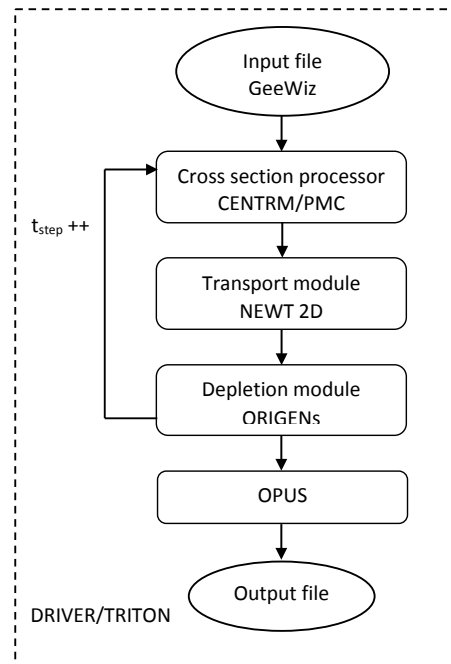 Input file
GeeWiz
Cross section processor
CENTRM/PMC
t_step ++
Transport module
NEWT 2D
Depletion module
ORIGENs
OPUS
Output file
DRIVER/TRITON